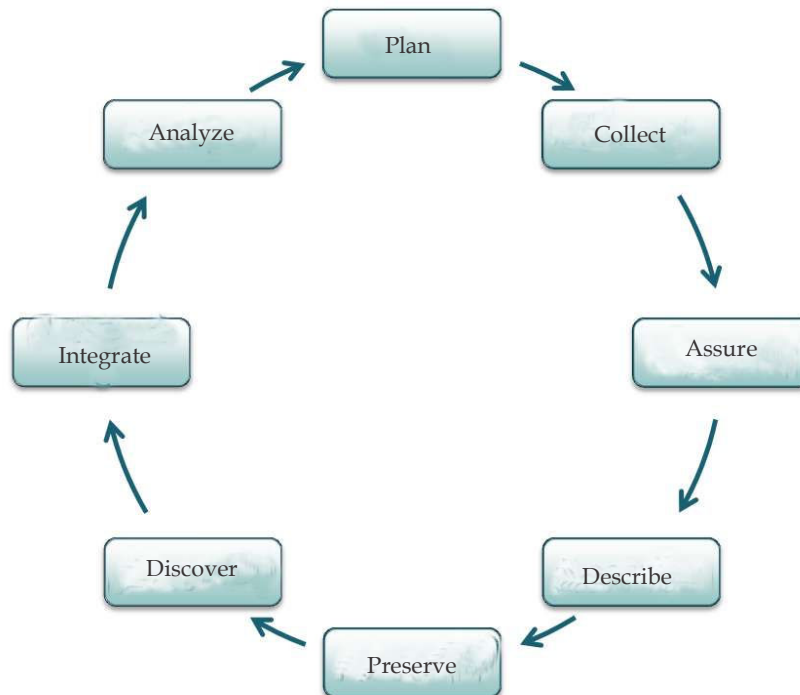 Plan
Collect
Assure
Describe
Preserve
Discover
Integrate
Analyze